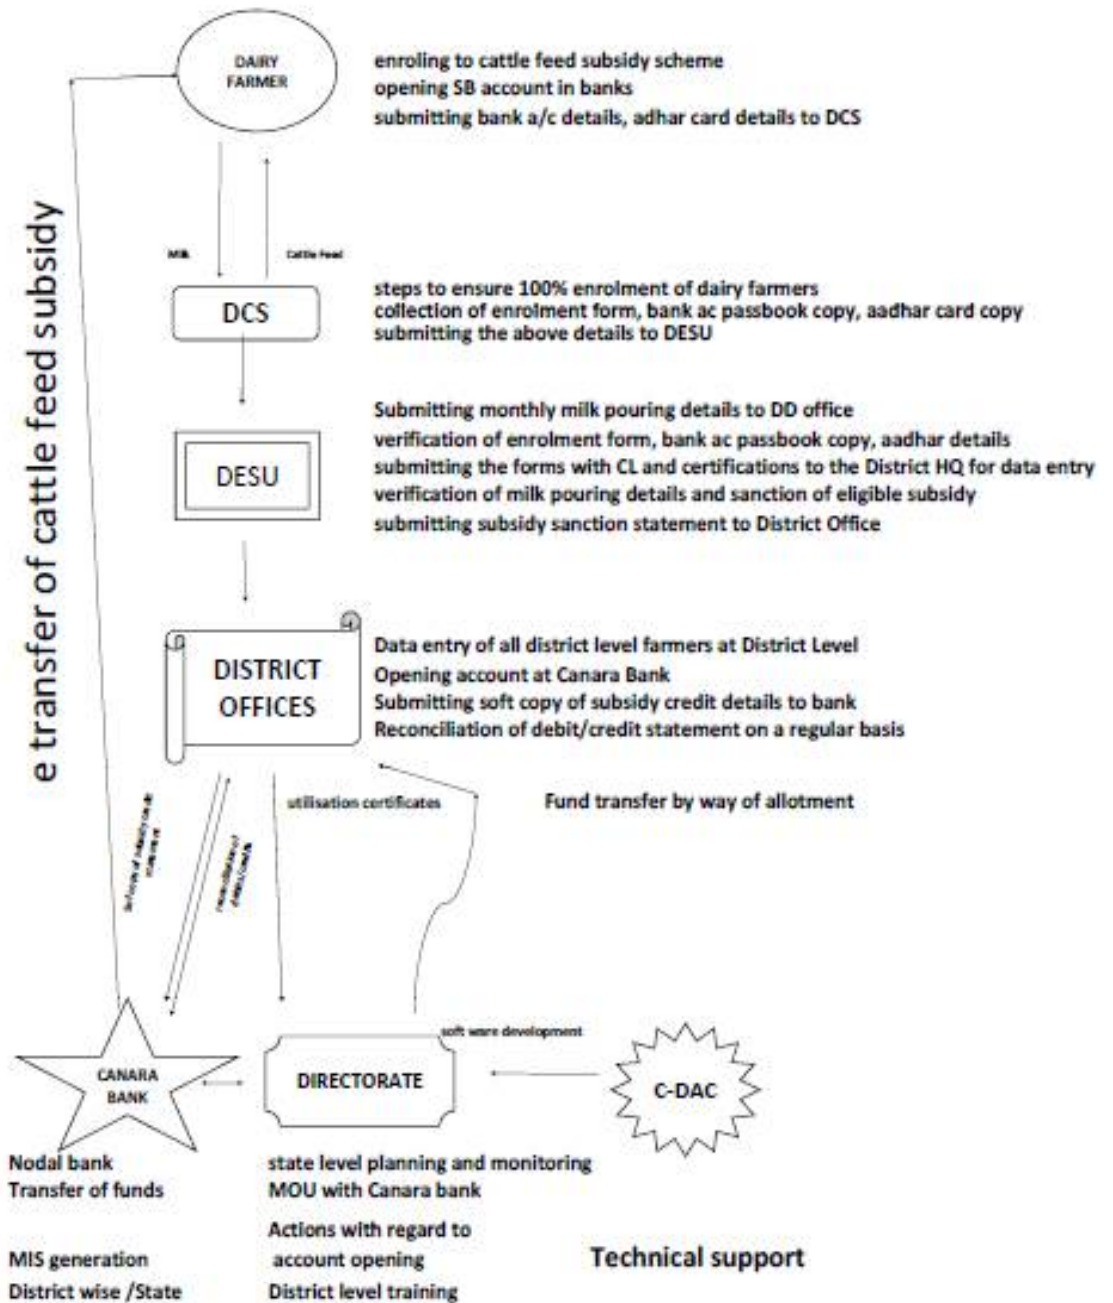 DAIRY
FARMER
enroling to cattle feed subsidy scheme
opening SB account in banks
submitting bank a/c details, adhar card details to DCS
e transfer of cattle feed subsidy
Milk
Cattle Feed
DCS
steps to ensure 100% enrolment of dairy farmers
collection of enrolment form, bank ac passbook copy, aadhar card copy
submitting the above details to DESU
DESU
Submitting monthly milk pouring details to DD office
verification of enrolment form, bank ac passbook copy, aadhar details
submitting the forms with CL and certifications to the District HQ for data entry
verification of milk pouring details and sanction of eligible subsidy
submitting subsidy sanction statement to District Office
DISTRICT
OFFICES
Data entry of all district level farmers at District Level
Opening account at Canara Bank
Submitting soft copy of subsidy credit details to bank
Reconciliation of debit/credit statement on a regular basis
of subsidy credit
statement
reconciliation of
debits/credits
utilisation certificates
Fund transfer by way of allotment
soft ware development
CANARA
BANK
DIRECTORATE
C-DAC
Nodal bank
Transfer of funds
MIS generation
District wise /State
state level planning and monitoring
MOU with Canara bank
Actions with regard to
account opening
District level training
Technical support